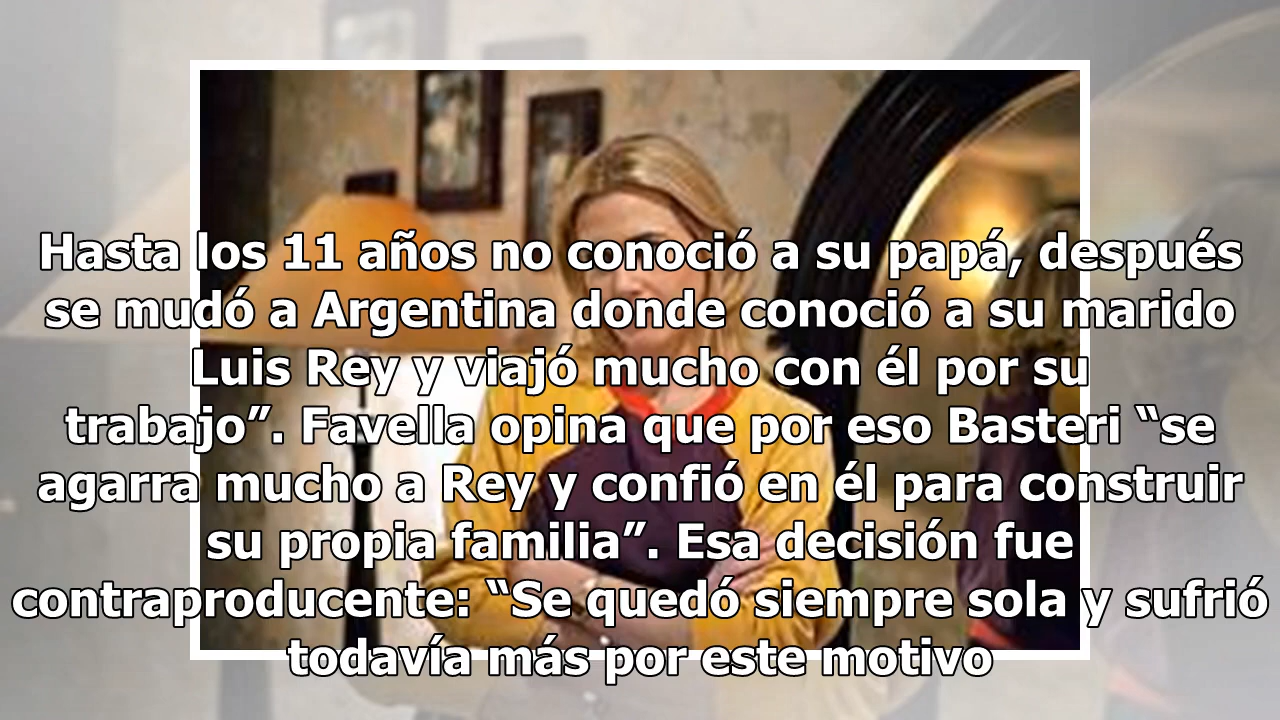 Hasta los 11 años no conoció a su papá, después
se mudó a Argentina donde conoció a su marido
Luis Rey y viajó mucho con él por su
trabajo”. Favella opina que por eso Basteri “se
agarra mucho a Rey y confió en él para construir
su propia familia”. Esa decisión fue
contraproducente: “Se quedó siempre sola y sufrió
todavía más por este motivo